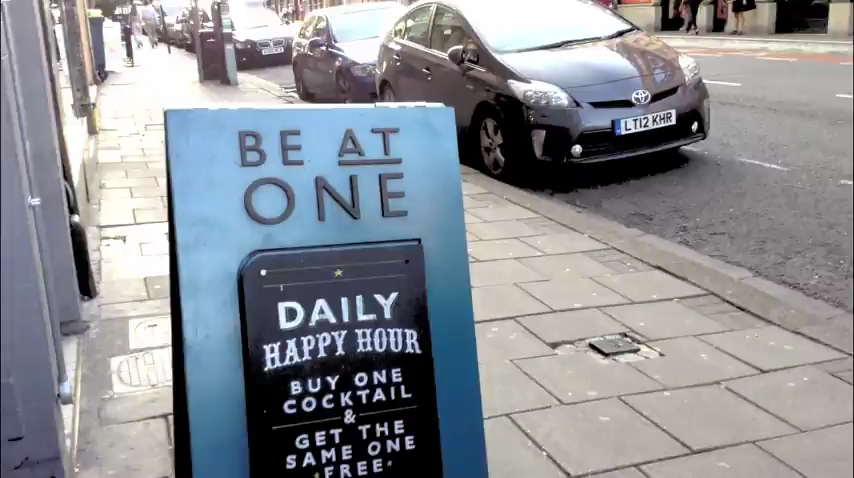 BE AT
ONE
DAILY
HAPPY HOUR
BUY ONE
COCKTAIL
&
GET THE
SAME ONE
FREE
LT12 KHR